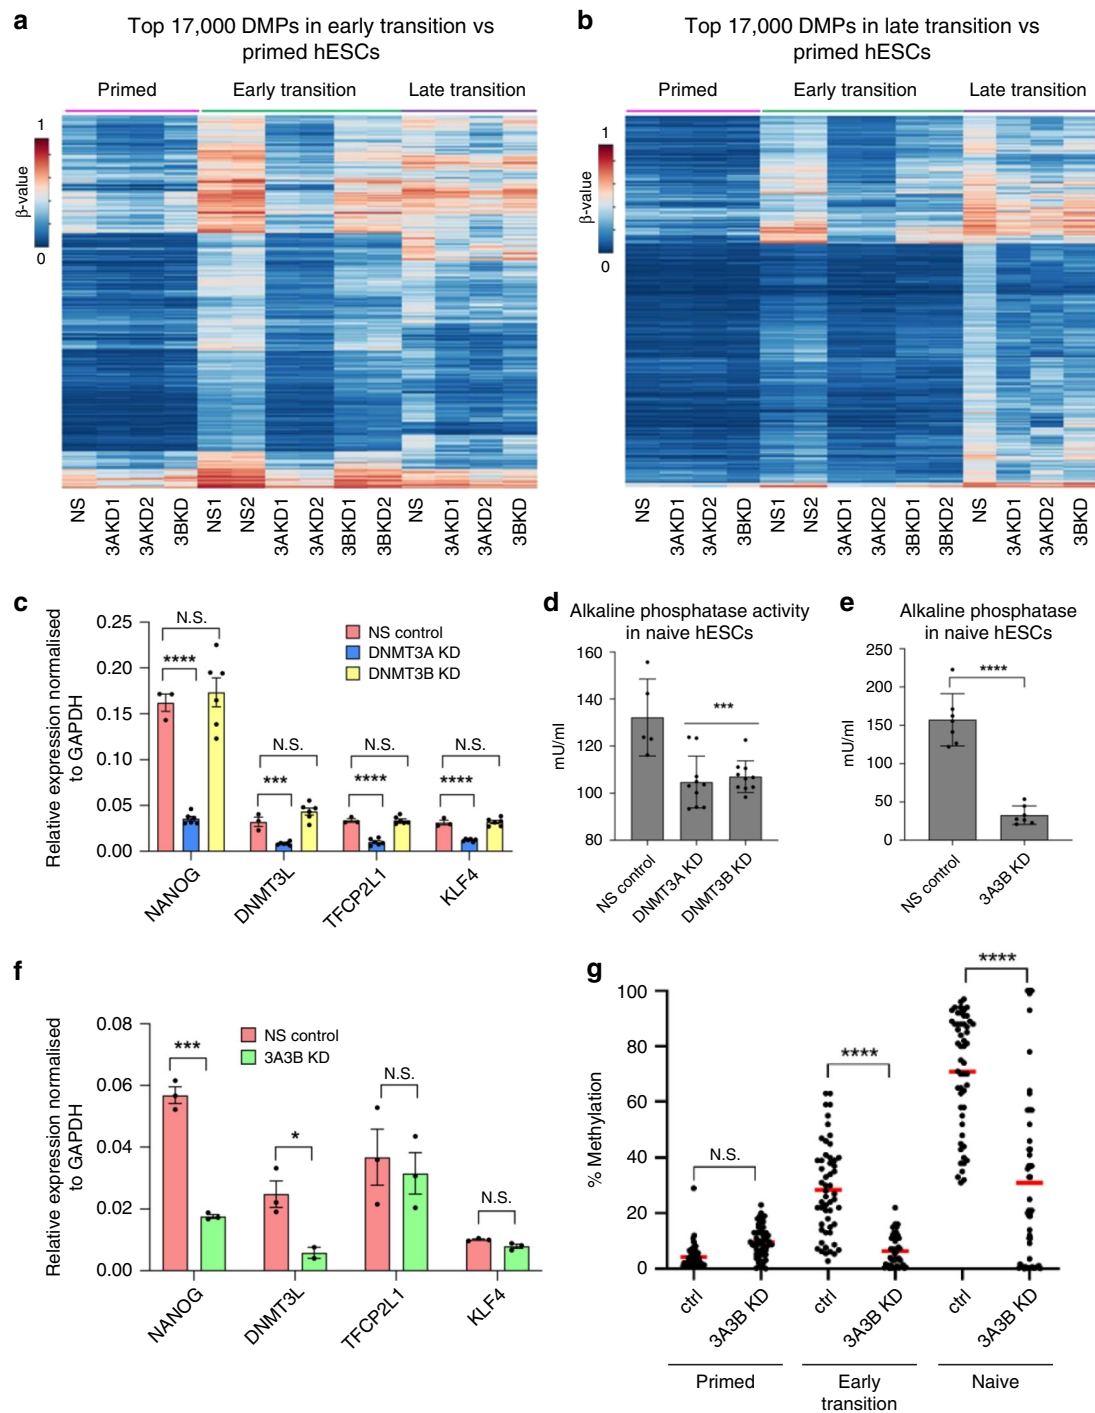 a
Top 17,000 DMPs in early transition vs
primed hESCs
Primed
Early transition
Late transition
1
β-value
0
NS
3AKD1
3AKD2
3BKD
NS1
NS2
3AKD1
3AKD2
3BKD1
3BKD2
NS
3AKD1
3AKD2
3BKD
b
Top 17,000 DMPs in late transition vs
primed hESCs
Primed
Early transition
Late transition
1
β-value
0
NS
3AKD1
3AKD2
3BKD
NS1
NS2
3AKD1
3AKD2
3BKD1
3BKD2
NS
3AKD1
3AKD2
3BKD
c
Relative expression normalised
to GAPDH
0.25
0.20
0.15
0.10
0.05
0.00
N.S.
****
N.S.
***
N.S.
****
N.S.
****
NS control
DNMT3A KD
DNMT3B KD
NANOG
DNMT3L
TFCP2L1
KLF4
d
Alkaline phosphatase activity
in naive hESCs
mU/ml
160
140
120
100
80
***
NS control
DNMT3A KD
DNMT3B KD
e
Alkaline phosphatase
in naive hESCs
mU/ml
250
200
150
100
50
0
****
NS control
3A3B KD
f
Relative expression normalised
to GAPDH
0.08
0.06
0.04
0.02
0.00
***
*
N.S.
N.S.
NS control
3A3B KD
NANOG
DNMT3L
TFCP2L1
KLF4
g
% Methylation
100
80
60
40
20
0
N.S.
****
****
ctrl
3A3B KD
ctrl
3A3B KD
ctrl
3A3B KD
Primed
Early
transition
Naive